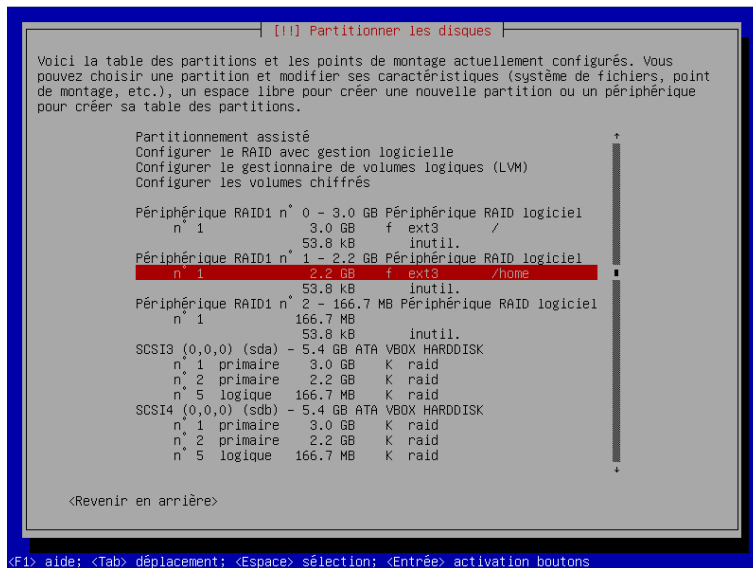 [!!] Partitionner les disques
Voici la table des partitions et les points de montage actuellement configurés. Vous
pouvez choisir une partition et modifier ses caractéristiques (système de fichiers, point
de montage, etc.), un espace libre pour créer une nouvelle partition ou un périphérique
pour créer sa table des partitions.
Partitionnement assisté
Configurer le RAID avec gestion logicielle
Configurer le gestionnaire de volumes logiques (LVM)
Configurer les volumes chiffrés
Périphérique RAID1 n° 0 - 3.0 GB Périphérique RAID logiciel
n° 1 3.0 GB f ext3 /
53.8 kB inutil.
Périphérique RAID1 n° 1 - 2.2 GB Périphérique RAID logiciel
n° 1 2.2 GB f ext3 /home
53.8 kB inutil.
Périphérique RAID1 n° 2 - 166.7 MB Périphérique RAID logiciel
n° 1 166.7 MB
53.8 kB inutil.
SCSI3 (0,0,0) (sda) - 5.4 GB ATA VBOX HARDDISK
n° 1 primaire 3.0 GB K raid
n° 2 primaire 2.2 GB K raid
n° 5 logique 166.7 MB K raid
SCSI4 (0,0,0) (sdb) - 5.4 GB ATA VBOX HARDDISK
n° 1 primaire 3.0 GB K raid
n° 2 primaire 2.2 GB K raid
n° 5 logique 166.7 MB K raid
<Revenir en arrière>
<F1> aide; <Tab> déplacement; <Espace> sélection; <Entrée> activation boutons